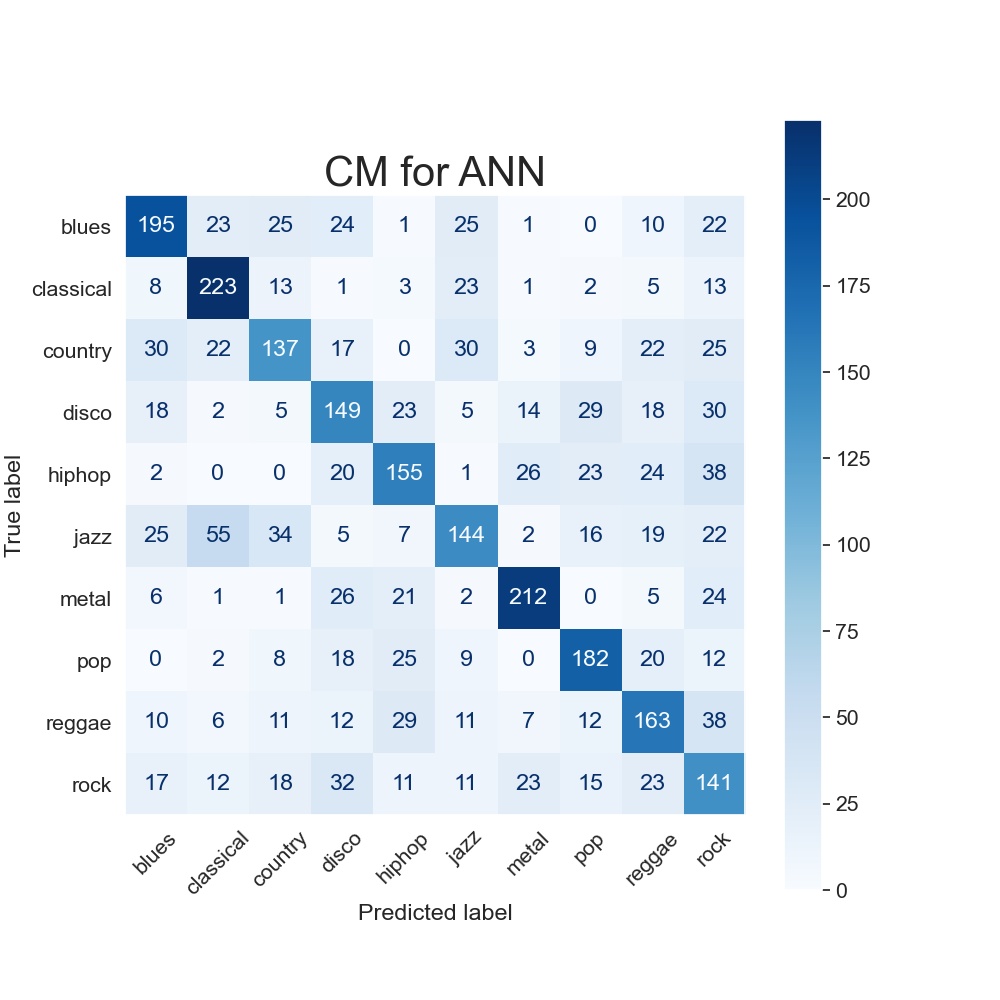 CM for ANN
blues 195 23 25 24 1 25 1 0 10 22
classical 8 223 13 1 3 23 1 2 5 13
country 30 22 137 17 0 30 3 9 22 25
disco 18 2 5 149 23 5 14 29 18 30
hiphop 2 0 0 20 155 1 26 23 24 38
jazz 25 55 34 5 7 144 2 16 19 22
metal 6 1 1 26 21 2 212 0 5 24
pop 0 2 8 18 25 9 0 182 20 12
reggae 10 6 11 12 29 11 7 12 163 38
rock 17 12 18 32 11 11 23 15 23 141
blues classical country disco hiphop jazz metal pop reggae rock
Predicted label
True label
200
175
150
125
100
75
50
25
0